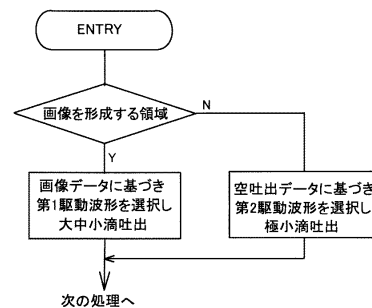 ENTRY
画像を形成する領域
N
Y
画像データに基づき
第1駆動波形を選択し
大中小滴吐出
空吐出データに基づき
第2駆動波形を選択し
極小滴吐出
次の処理へ